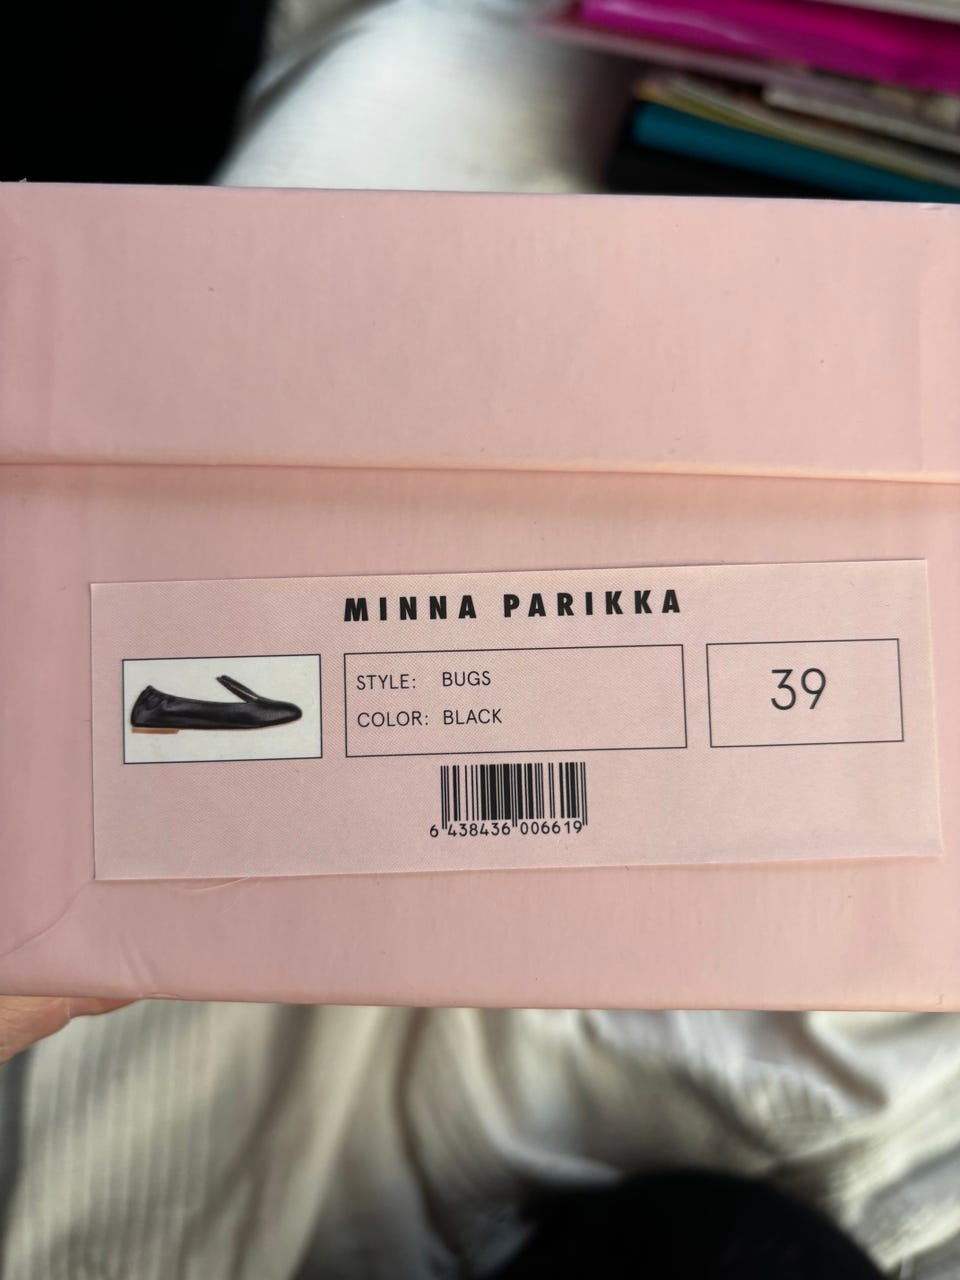 MINNA PARIKKA
STYLE: BUGS
COLOR: BLACK
39
6 438436 006619